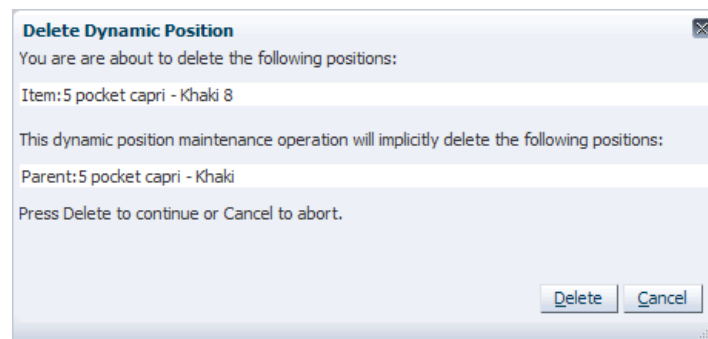 Delete Dynamic Position
You are are about to delete the following positions:
Item:5 pocket capri - Khaki 8
This dynamic position maintenance operation will implicitly delete the following positions:
Parent:5 pocket capri - Khaki
Press Delete to continue or Cancel to abort.
Delete Cancel